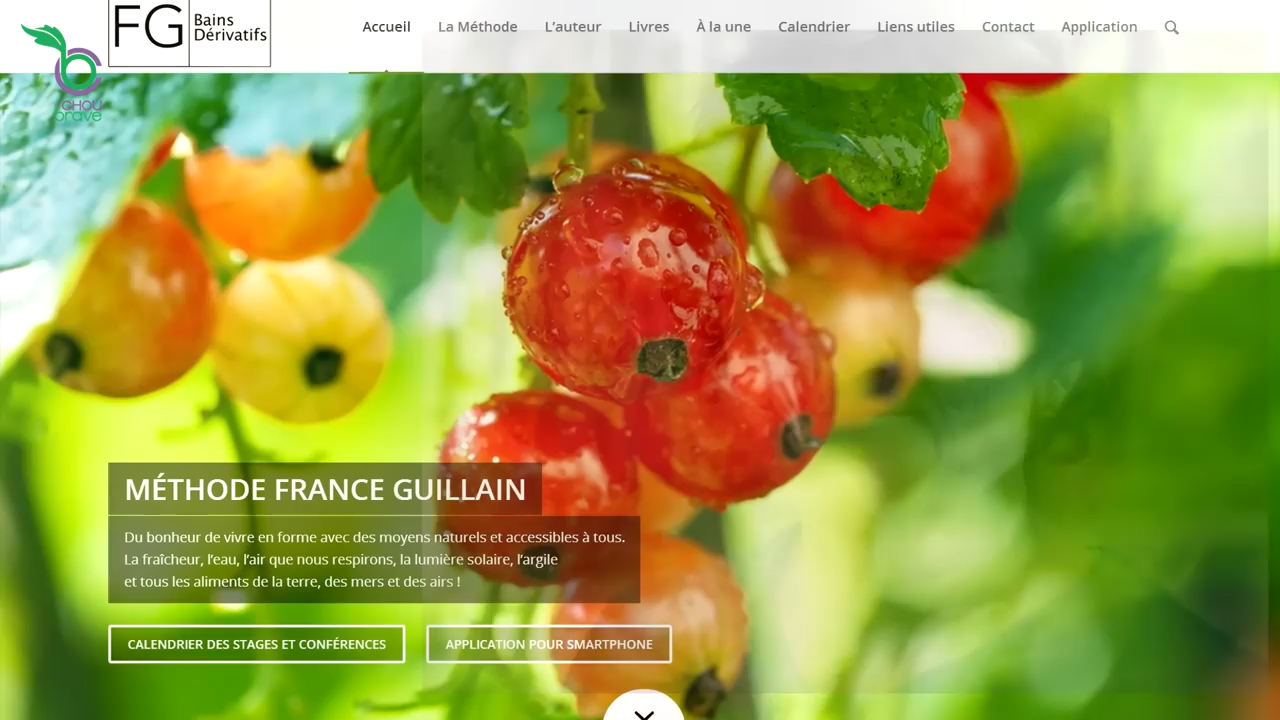 FG Bains
Dérivatifs
Accueil La Méthode L'auteur Livres À la une Calendrier Liens utiles Contact Application
CHOU
brave
MÉTHODE FRANCE GUILLAIN
Du bonheur de vivre en forme avec des moyens naturels et accessibles à tous.
La fraîcheur, l'eau, l'air que nous respirons, la lumière solaire, l'argile
et tous les aliments de la terre, des mers et des airs !
CALENDRIER DES STAGES ET CONFÉRENCES APPLICATION POUR SMARTPHONE